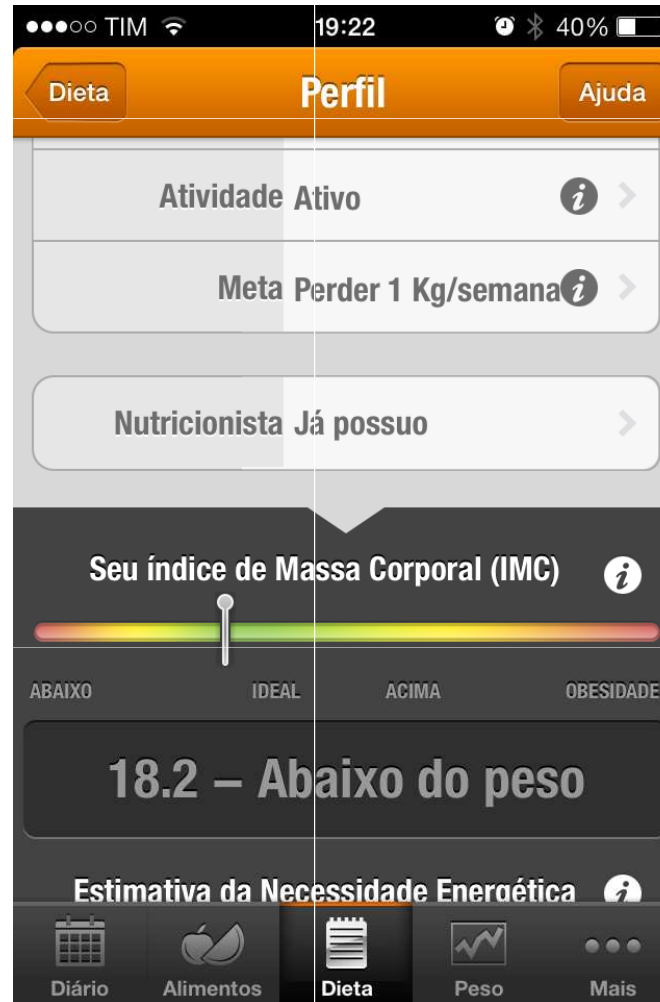 TIM 19:22 40%
Dieta Perfil Ajuda
Atividade Ativo
Meta Perder 1 Kg/semana
Nutricionista Já possuo
Seu índice de Massa Corporal (IMC)
ABAIXO IDEAL ACIMA OBESIDADE
18.2 – Abaixo do peso
Estimativa da Necessidade Energética
Diário Alimentos Dieta Peso Mais